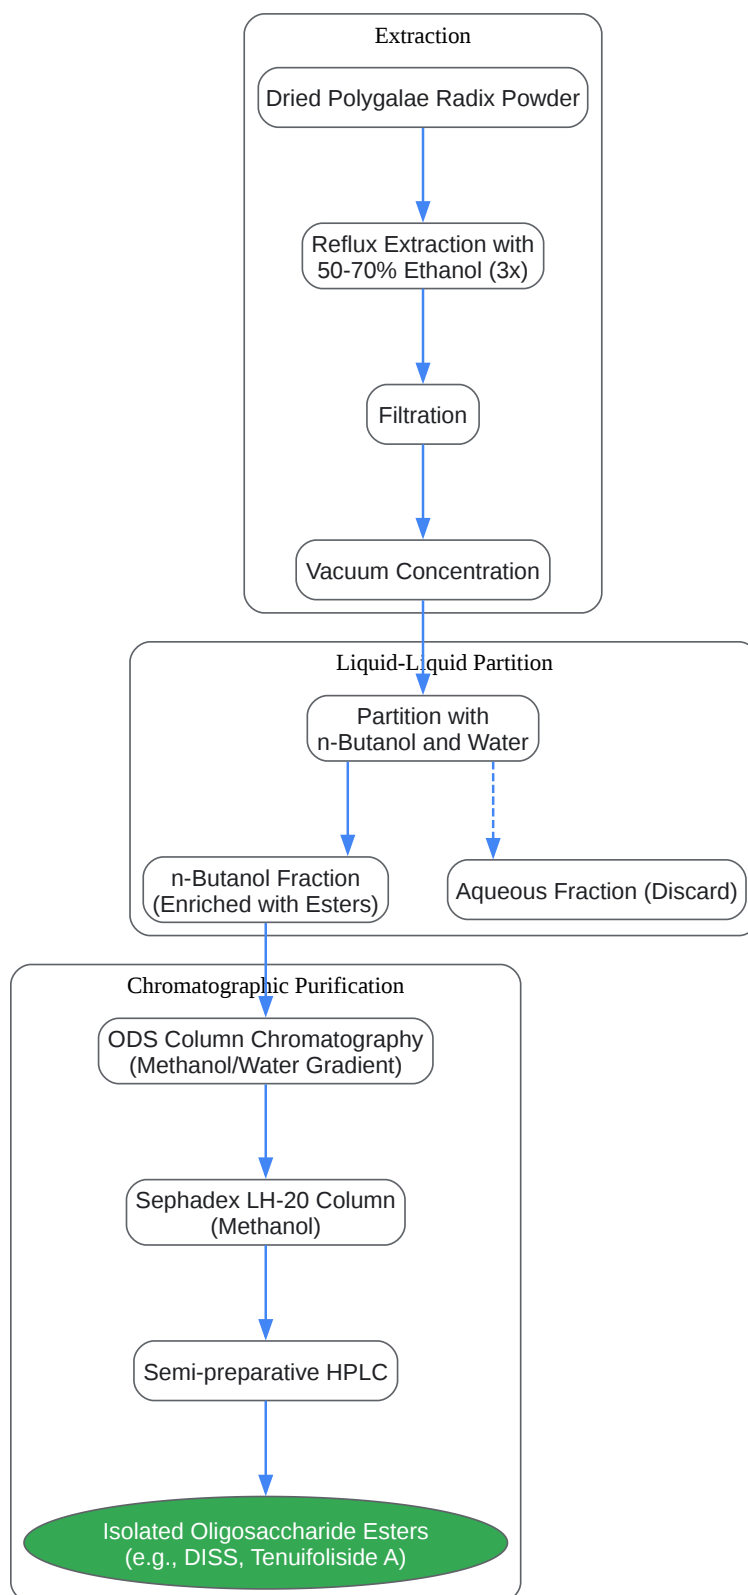 Extraction
Dried Polygalae Radix Powder
Reflux Extraction with
50-70% Ethanol (3x)
Filtration
Vacuum Concentration
Liquid-Liquid Partition
Partition with
n-Butanol and Water
n-Butanol Fraction
(Enriched with Esters)
Aqueous Fraction (Discard)
Chromatographic Purification
ODS Column Chromatography
(Methanol/Water Gradient)
Sephadex LH-20 Column
(Methanol)
Semi-preparative HPLC
Isolated Oligosaccharide Esters
(e.g., DISS, Tenuifoliside A)